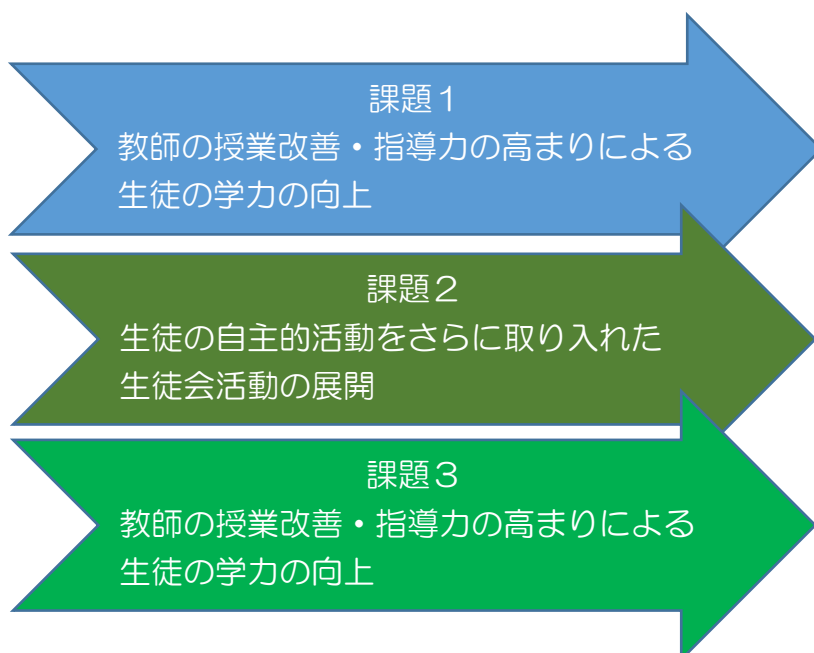 課題１
教師の授業改善・指導力の高まりによる
生徒の学力の向上
課題２
生徒の自主的活動をさらに取り入れた
生徒会活動の展開
課題３
教師の授業改善・指導力の高まりによる
生徒の学力の向上